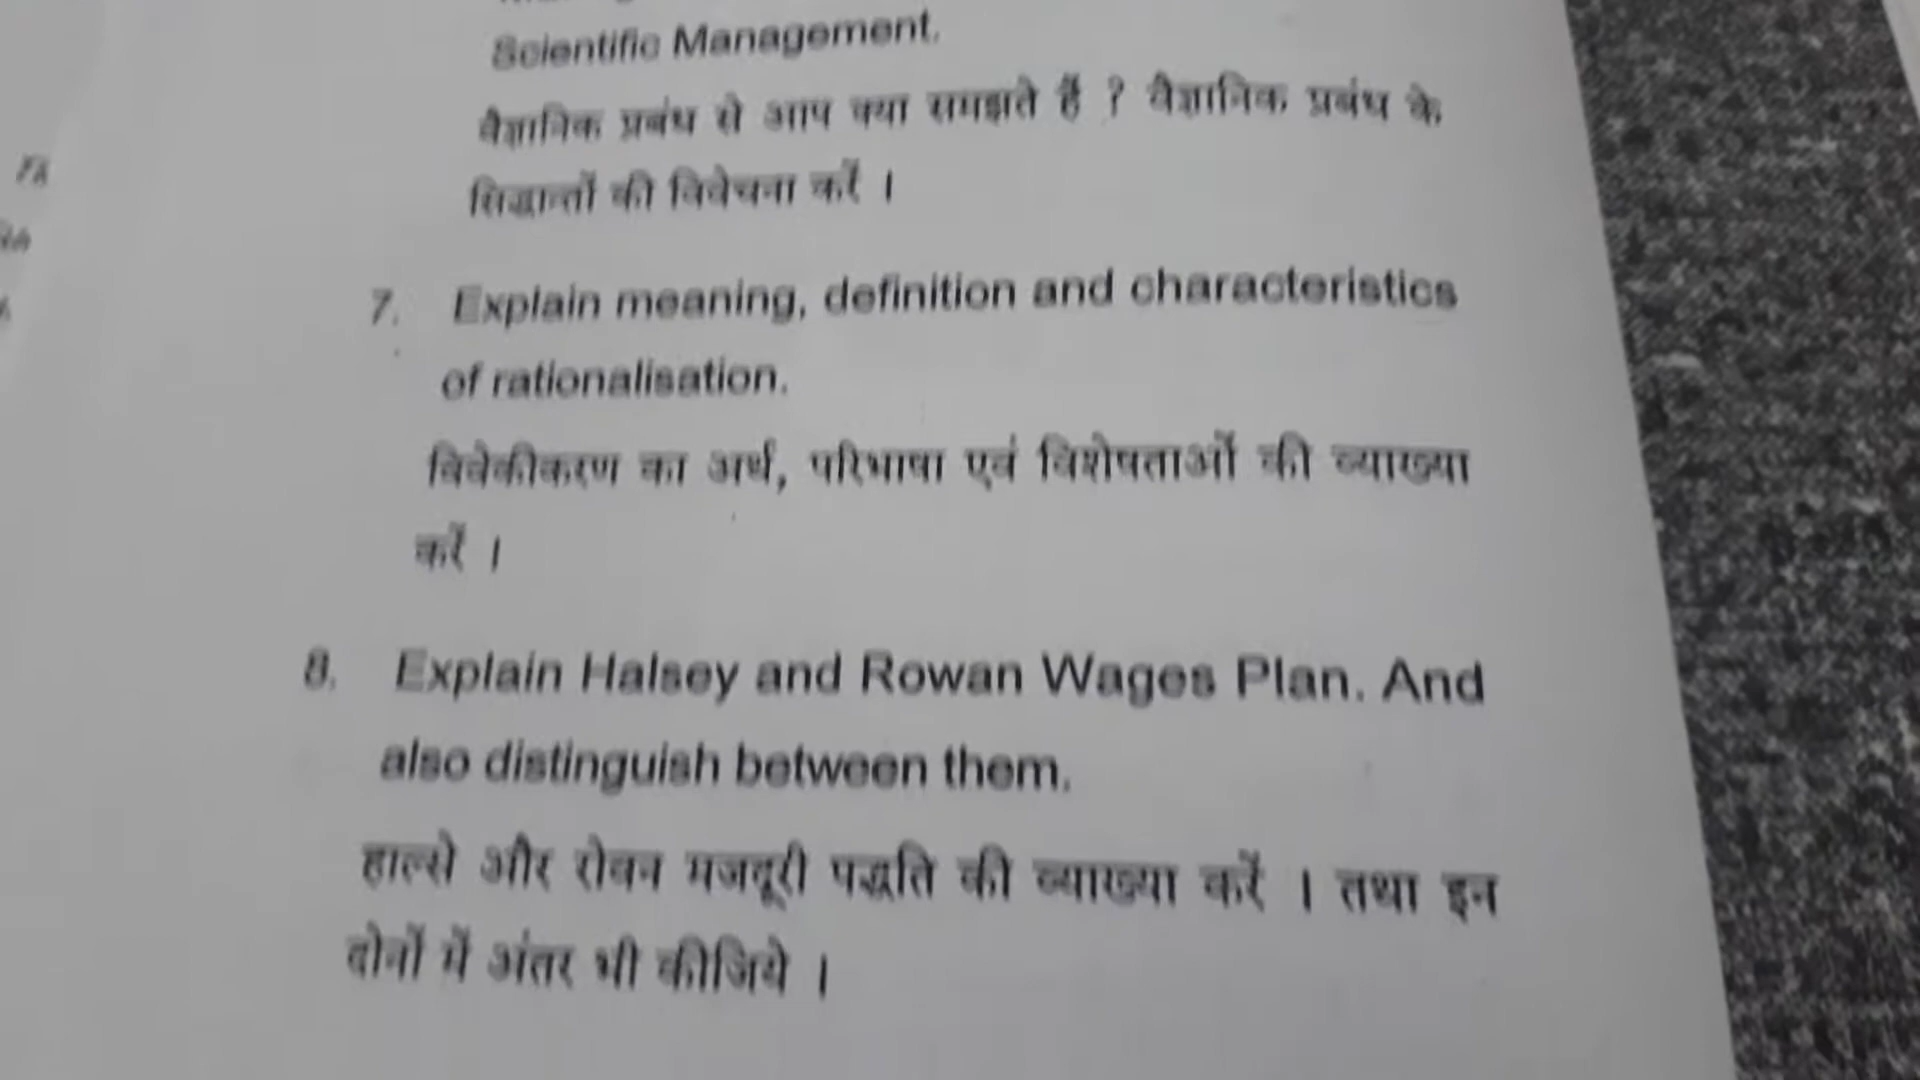 Scientific Management.
वैज्ञानिक प्रबंध से आप क्या समझते हैं ? वैज्ञानिक प्रबंध के
सिद्धान्तों की विवेचना करें ।
7. Explain meaning, definition and characteristics
of rationalisation.
विवेकीकरण का अर्थ, परिभाषा एवं विशेषताओं की व्याख्या
करें ।
8. Explain Halsey and Rowan Wages Plan. And
also distinguish between them.
हाल्से और रोवन मजदूरी पद्धति की व्याख्या करें । तथा इन
दोनों में अंतर भी कीजिये ।